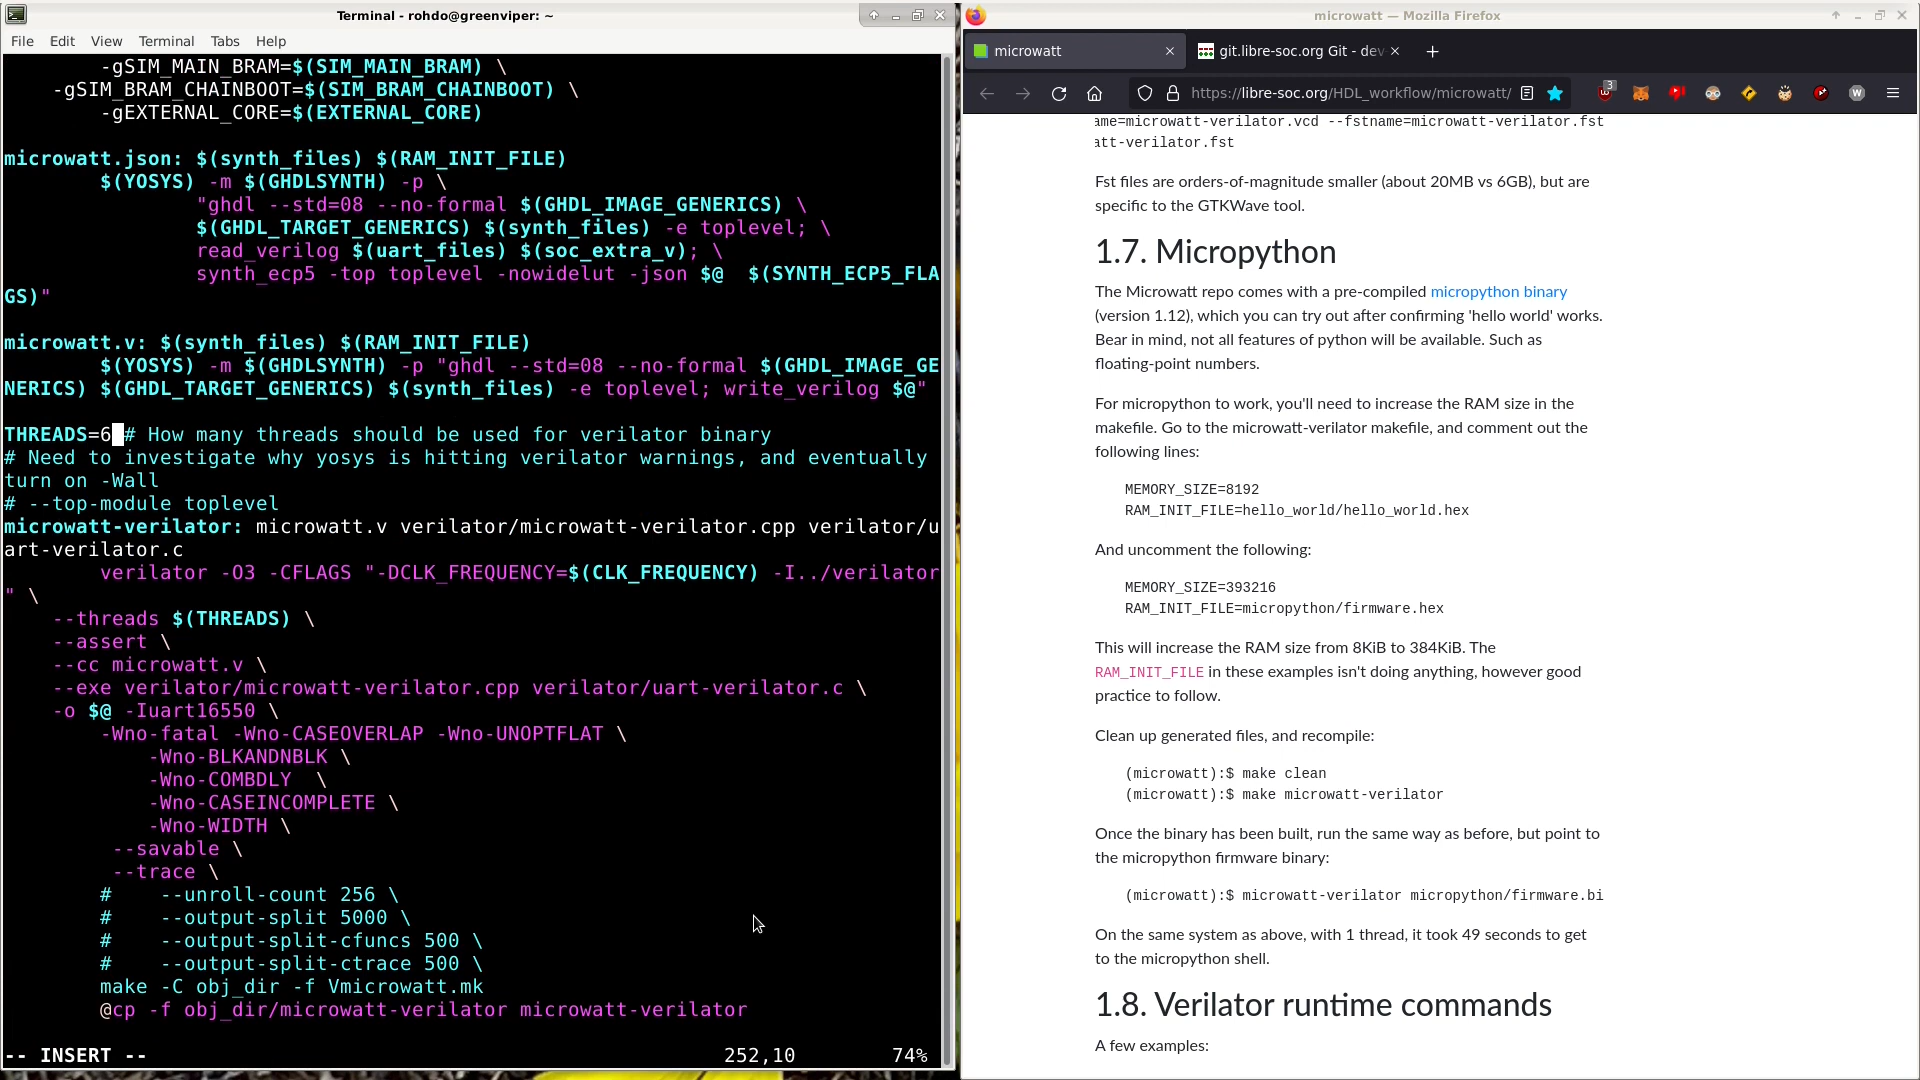 Terminal - rohdo@greenviper: ~
File Edit View Terminal Tabs Help
-gSIM_MAIN_BRAM=$(SIM_MAIN_BRAM) \
-gSIM_BRAM_CHAINBOOT=$(SIM_BRAM_CHAINBOOT) \
-gEXTERNAL_CORE=$(EXTERNAL_CORE)
microwatt.json: $(synth_files) $(RAM_INIT_FILE)
$(YOSYS) -m $(GHDLSYNTH) -p \
"ghdl --std=08 --no-formal $(GHDL_IMAGE_GENERICS) \
$(GHDL_TARGET_GENERICS) $(synth_files) -e toplevel; \
read_verilog $(uart_files) $(soc_extra_v); \
synth_ecp5 -top toplevel -nowidelut -json $@  $(SYNTH_ECP5_FLA
GS)"
microwatt.v: $(synth_files) $(RAM_INIT_FILE)
$(YOSYS) -m $(GHDLSYNTH) -p "ghdl --std=08 --no-formal $(GHDL_IMAGE_GE
NERICS) $(GHDL_TARGET_GENERICS) $(synth_files) -e toplevel; write_verilog $@"
THREADS=6 # How many threads should be used for verilator binary
# Need to investigate why yosys is hitting verilator warnings, and eventually
turn on -Wall
# --top-module toplevel
microwatt-verilator: microwatt.v verilator/microwatt-verilator.cpp verilator/u
art-verilator.c
verilator -O3 -CFLAGS "-DCLK_FREQUENCY=$(CLK_FREQUENCY) -I../verilator
" \
--threads $(THREADS) \
--assert \
--cc microwatt.v \
--exe verilator/microwatt-verilator.cpp verilator/uart-verilator.c \
-o $@ -Iuart16550 \
-Wno-fatal -Wno-CASEOVERLAP -Wno-UNOPTFLAT \
-Wno-BLKANDNBLK \
-Wno-COMBDLY  \
-Wno-CASEINCOMPLETE \
-Wno-WIDTH \
--savable \
--trace \
#    --unroll-count 256 \
#    --output-split 5000 \
#    --output-split-cfuncs 500 \
#    --output-split-ctrace 500 \
make -C obj_dir -f Vmicrowatt.mk
@cp -f obj_dir/microwatt-verilator microwatt-verilator
-- INSERT -- 252,10 74%
microwatt — Mozilla Firefox
microwatt git.libre-soc.org Git - dev
https://libre-soc.org/HDL_workflow/microwatt/ 3
ame=microwatt-verilator.vcd --fstname=microwatt-verilator.fst
att-verilator.fst
Fst files are orders-of-magnitude smaller (about 20MB vs 6GB), but are
specific to the GTKWave tool.
1.7. Micropython
The Microwatt repo comes with a pre-compiled micropython binary
(version 1.12), which you can try out after confirming 'hello world' works.
Bear in mind, not all features of python will be available. Such as
floating-point numbers.
For micropython to work, you'll need to increase the RAM size in the
makefile. Go to the microwatt-verilator makefile, and comment out the
following lines:
MEMORY_SIZE=8192
RAM_INIT_FILE=hello_world/hello_world.hex
And uncomment the following:
MEMORY_SIZE=393216
RAM_INIT_FILE=micropython/firmware.hex
This will increase the RAM size from 8KiB to 384KiB. The
RAM_INIT_FILE in these examples isn't doing anything, however good
practice to follow.
Clean up generated files, and recompile:
(microwatt):$ make clean
(microwatt):$ make microwatt-verilator
Once the binary has been built, run the same way as before, but point to
the micropython firmware binary:
(microwatt):$ microwatt-verilator micropython/firmware.bi
On the same system as above, with 1 thread, it took 49 seconds to get
to the micropython shell.
1.8. Verilator runtime commands
A few examples: